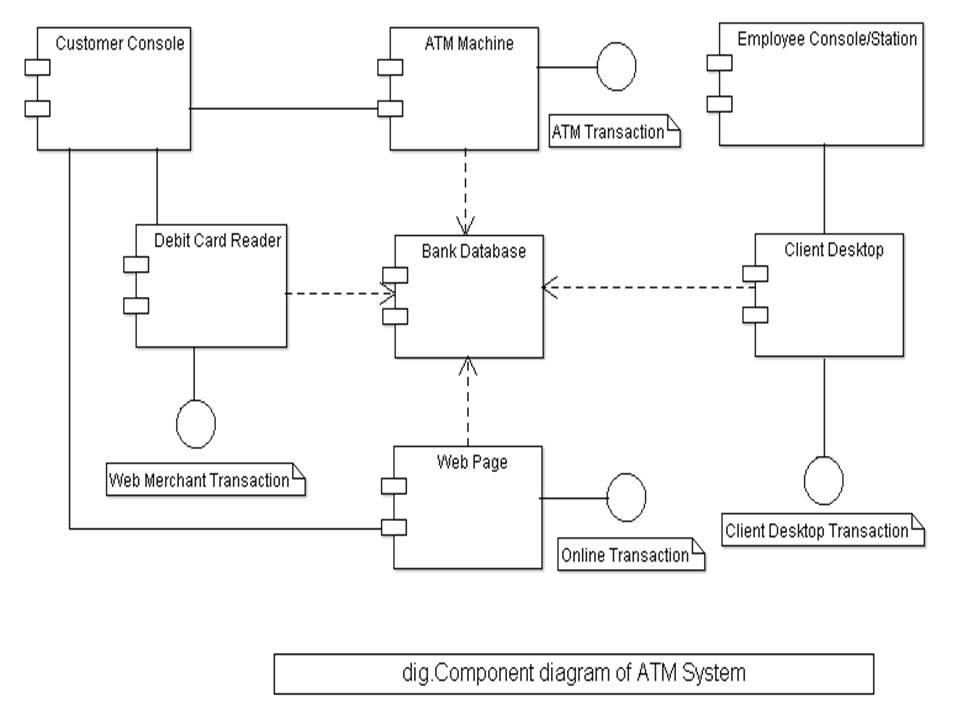 Customer Console
ATM Machine
Employee Console/Station
ATM Transaction
Debit Card Reader
Bank Database
Client Desktop
Web Merchant Transaction
Web Page
Online Transaction
Client Desktop Transaction
dig.Component diagram of ATM System